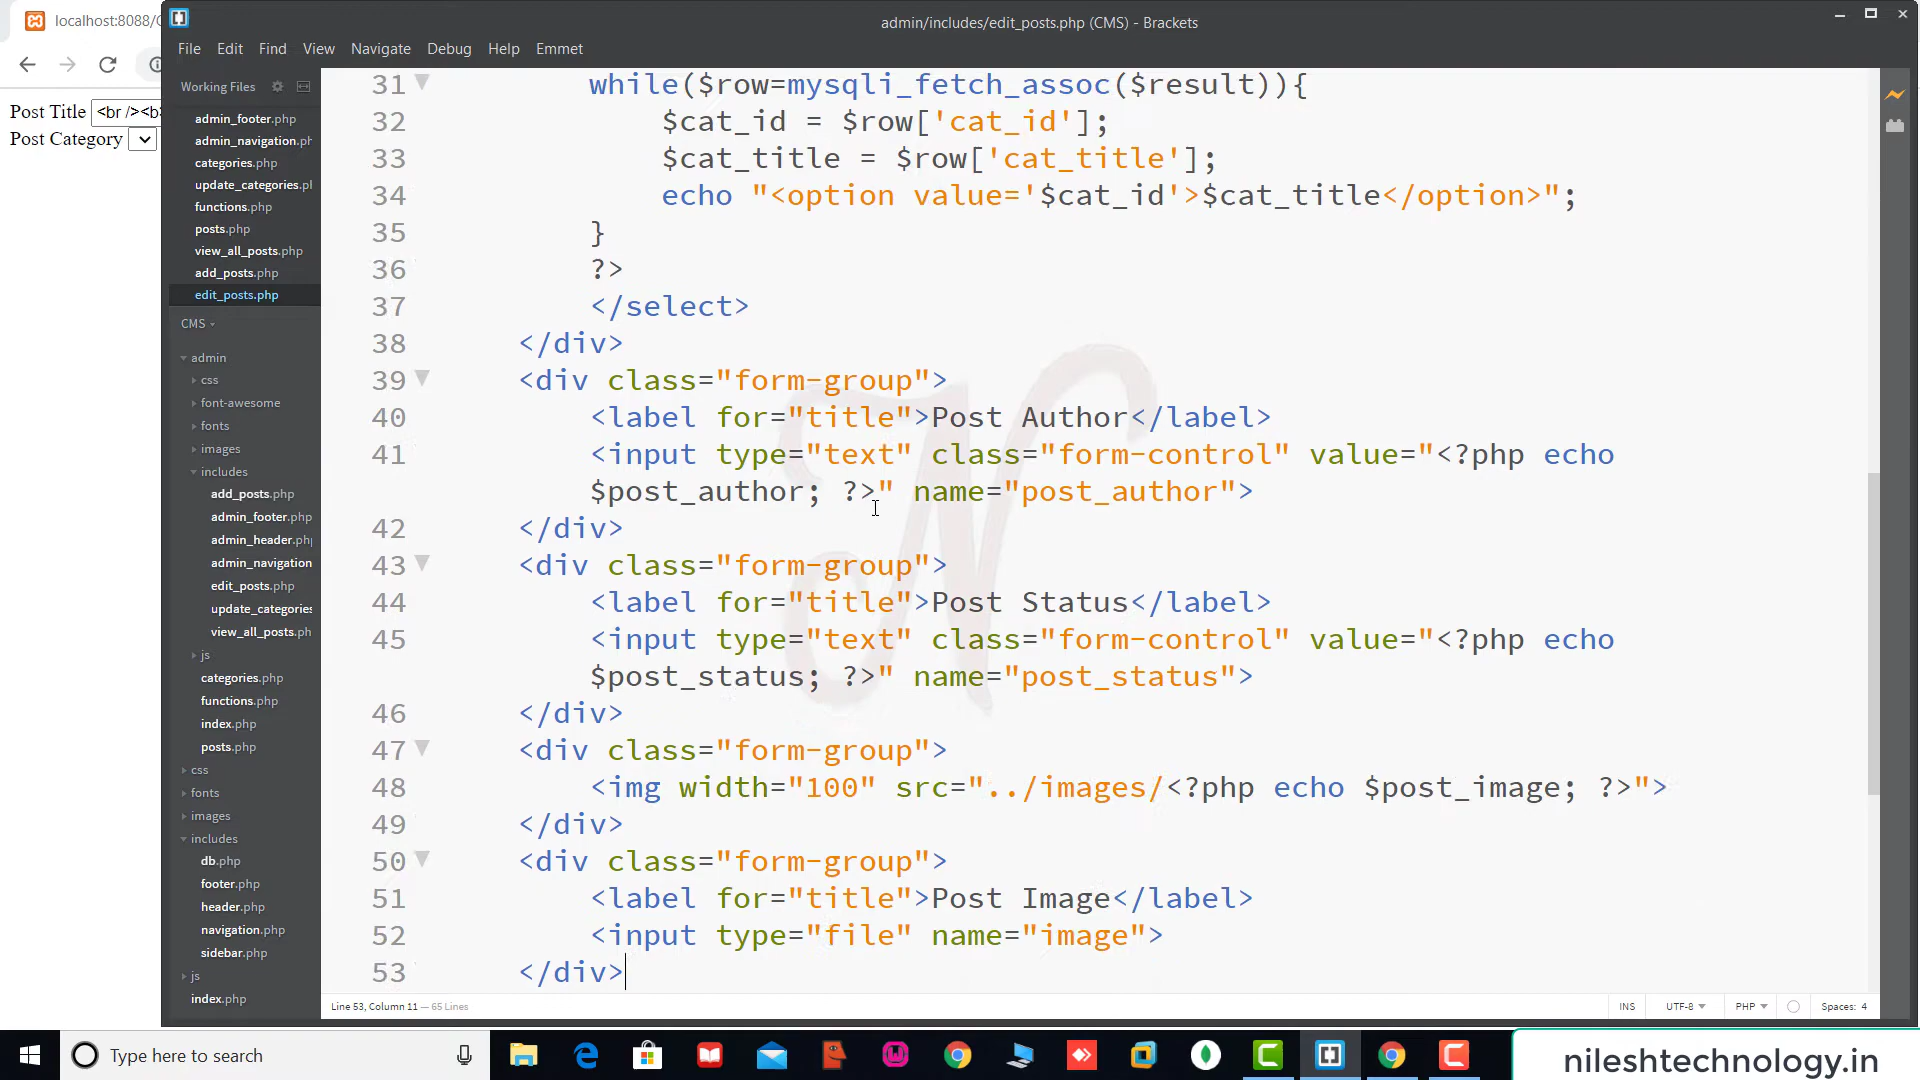 localhost:8088/
Post Title <br /><b>
Post Category
admin/includes/edit_posts.php (CMS) - Brackets
File Edit Find View Navigate Debug Help Emmet
Working Files
admin_footer.php
admin_navigation.ph
categories.php
update_categories.pl
functions.php
posts.php
view_all_posts.php
add_posts.php
edit_posts.php
CMS
admin
css
font-awesome
fonts
images
includes
add_posts.php
admin_footer.php
admin_header.php
admin_navigation
edit_posts.php
update_categories
view_all_posts.ph
js
categories.php
functions.php
index.php
posts.php
css
fonts
images
includes
db.php
footer.php
header.php
navigation.php
sidebar.php
js
index.php
31 while($row=mysqli_fetch_assoc($result)){
32 $cat_id = $row['cat_id'];
33 $cat_title = $row['cat_title'];
34 echo "<option value='$cat_id'>$cat_title</option>";
35 }
36 ?>
37 </select>
38 </div>
39 <div class="form-group">
40 <label for="title">Post Author</label>
41 <input type="text" class="form-control" value="<?php echo
$post_author; ?>" name="post_author">
42 </div>
43 <div class="form-group">
44 <label for="title">Post Status</label>
45 <input type="text" class="form-control" value="<?php echo
$post_status; ?>" name="post_status">
46 </div>
47 <div class="form-group">
48 <img width="100" src="../images/<?php echo $post_image; ?>">
49 </div>
50 <div class="form-group">
51 <label for="title">Post Image</label>
52 <input type="file" name="image">
53 </div>
Line 53, Column 11 — 65 Lines
INS UTF-8 PHP Spaces: 4
Type here to search
nileshtechnology.in